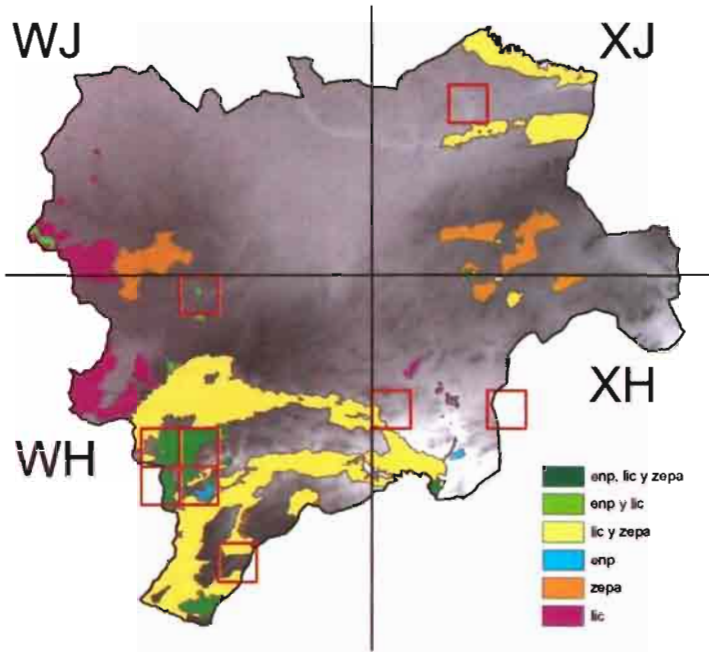 WJ
XJ
XH
WH
enp, lic y zepa
enp y lic
lic y zepa
enp
zepa
lic